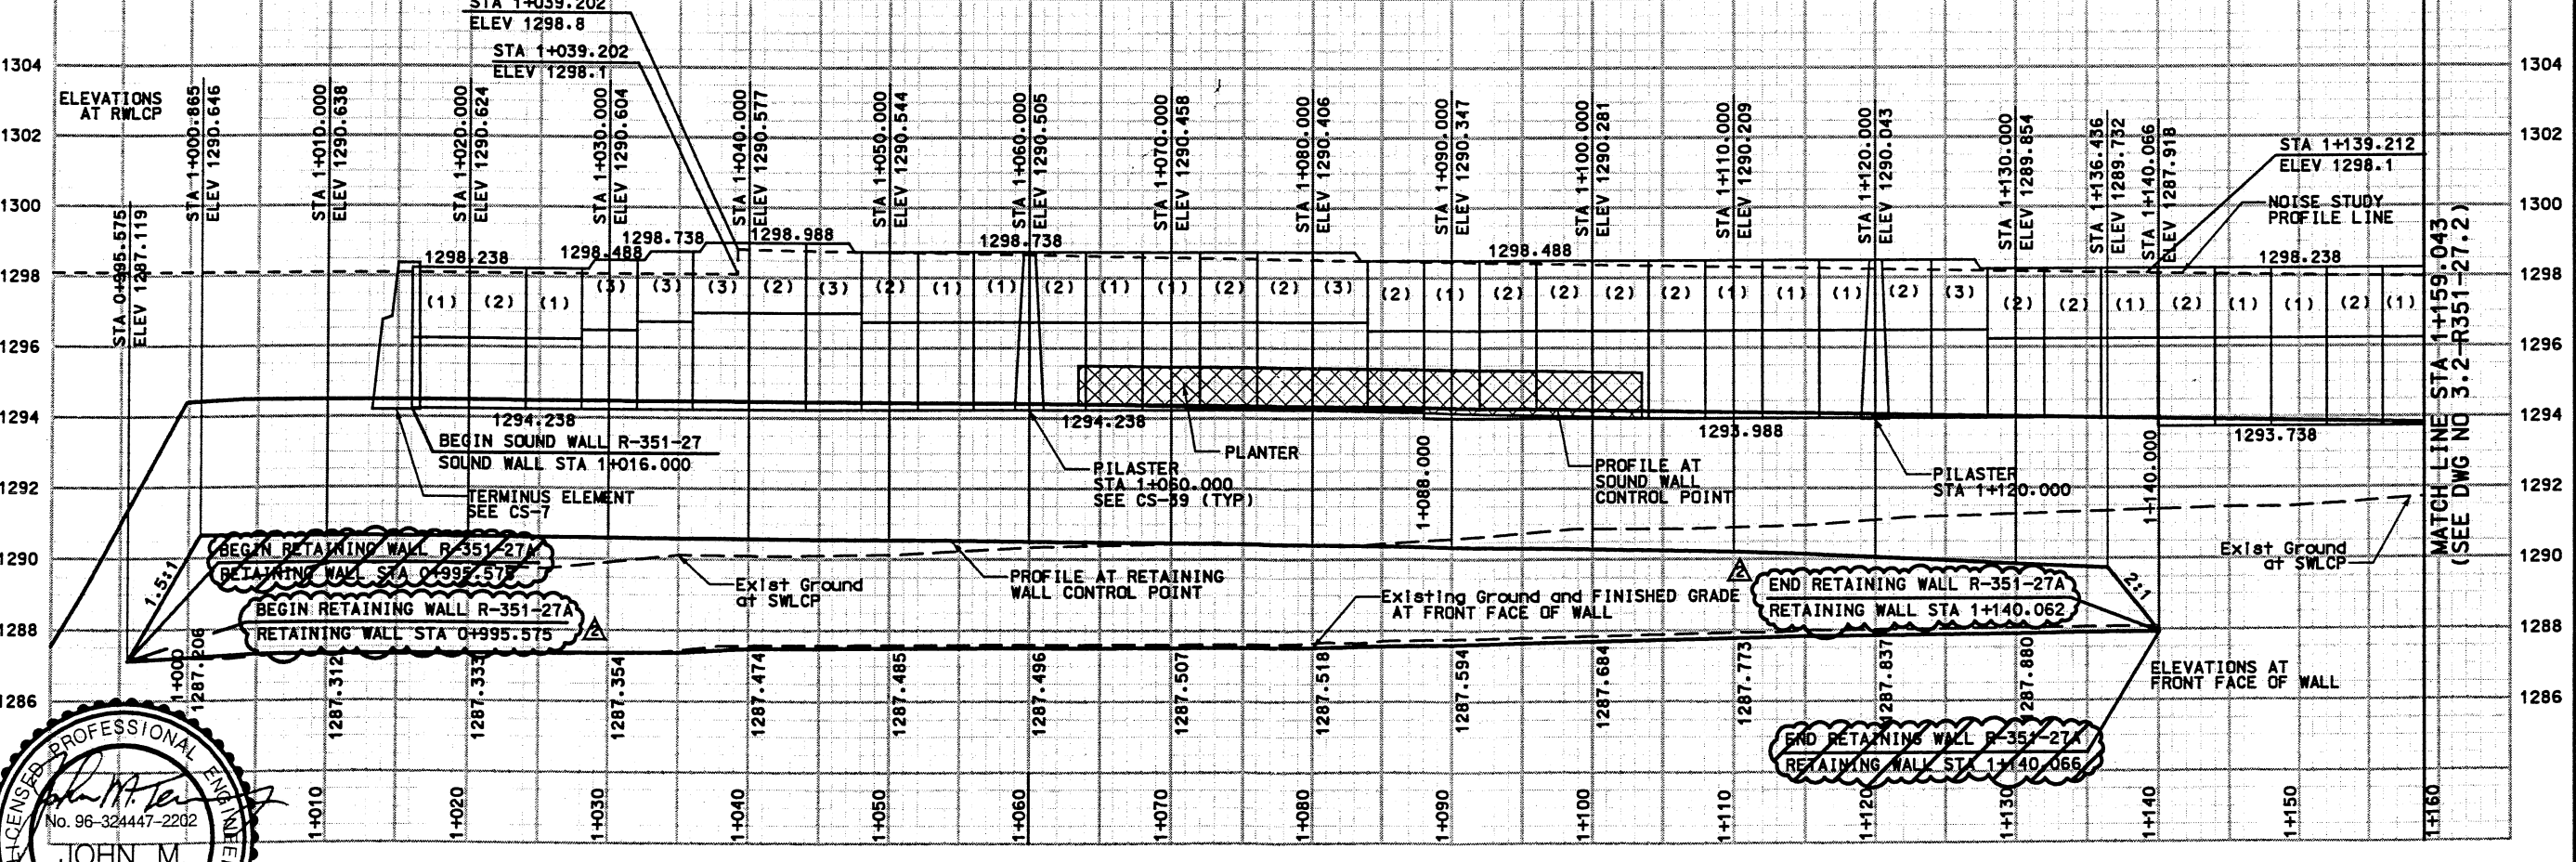 STA 1+039.202
ELEV 1298.8
STA 1+039.202
ELEV 1298.1
1304
1302
1300
1298
1296
1294
1292
1290
1288
1286
1304
1302
1300
1298
1296
1294
1292
1290
1288
1286
ELEVATIONS
AT RWLCP
STA 0+995.575
ELEV 1287.119
STA 1+000.865
ELEV 1290.646
STA 1+010.000
ELEV 1290.638
STA 1+020.000
ELEV 1290.624
STA 1+030.000
ELEV 1290.604
STA 1+040.000
ELEV 1290.577
STA 1+050.000
ELEV 1290.544
STA 1+060.000
ELEV 1290.505
STA 1+070.000
ELEV 1290.458
STA 1+080.000
ELEV 1290.406
STA 1+090.000
ELEV 1290.347
STA 1+100.000
ELEV 1290.281
STA 1+110.000
ELEV 1290.209
STA 1+120.000
ELEV 1290.043
STA 1+130.000
ELEV 1289.854
STA 1+136.436
ELEV 1289.732
STA 1+140.066
ELEV 1287.918
STA 1+139.212
ELEV 1298.1
NOISE STUDY
PROFILE LINE
MATCH LINE STA 1+159.043
(SEE DWG NO 3.2-R351-27.2)
1298.238
1298.488
1298.738
1298.988
1298.738
1298.488
1298.238
(1) (2) (1) (3) (3) (3) (2) (3) (2) (1) (1) (2) (1) (1) (2) (2) (3) (2) (1) (2) (2) (2) (2) (1) (1) (1) (2) (3) (2) (2) (1) (2) (1) (1) (2) (1)
1294.238
BEGIN SOUND WALL R-351-27
SOUND WALL STA 1+016.000
TERMINUS ELEMENT
SEE CS-7
1294.238
PILASTER
STA 1+060.000
SEE CS-39 (TYP)
PLANTER
1+088.000
PROFILE AT
SOUND WALL
CONTROL POINT
1293.988
PILASTER
STA 1+120.000
1+140.000
1293.738
Exist Ground
at SWLCP
1.5:1
BEGIN RETAINING WALL R-351-27A
RETAINING WALL STA 0+995.575
BEGIN RETAINING WALL R-351-27A
RETAINING WALL STA 0+995.575
2
Exist Ground
at SWLCP
PROFILE AT RETAINING
WALL CONTROL POINT
Existing Ground and FINISHED GRADE
AT FRONT FACE OF WALL
2
END RETAINING WALL R-351-27A
RETAINING WALL STA 1+140.062
2:1
ELEVATIONS AT
FRONT FACE OF WALL
END RETAINING WALL R-351-27A
RETAINING WALL STA 1+140.066
1+000
1287.206
1287.312
1287.333
1287.354
1287.474
1287.485
1287.496
1287.507
1287.518
1287.594
1287.684
1287.773
1287.837
1287.880
1+010
1+020
1+030
1+040
1+050
1+060
1+070
1+080
1+090
1+100
1+110
1+120
1+130
1+140
1+150
1+160
PROFESSIONAL ENGINEER
No. 96-324447-2202
JOHN M.